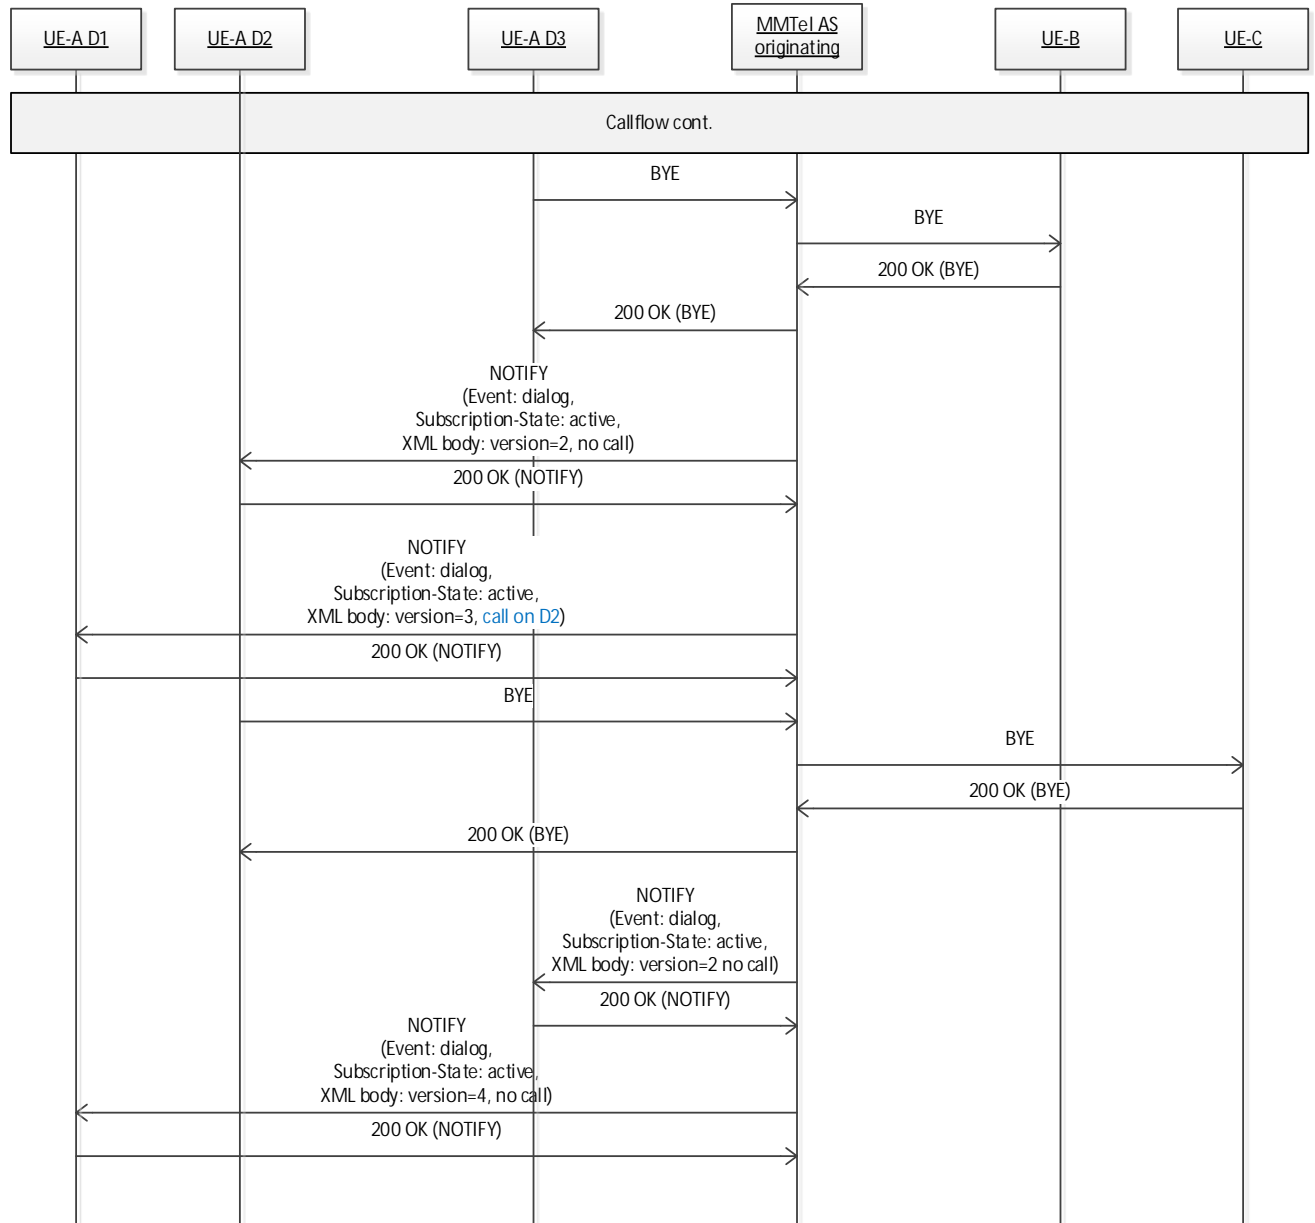 UE-A D1
UE-A D2
UE-A D3
MMTel AS
originating
UE-B
UE-C
Callflow cont.
BYE
BYE
200 OK (BYE)
200 OK (BYE)
NOTIFY
(Event: dialog,
Subscription-State: active,
XML body: version=2, no call)
200 OK (NOTIFY)
NOTIFY
(Event: dialog,
Subscription-State: active,
XML body: version=3, call on D2)
200 OK (NOTIFY)
BYE
BYE
200 OK (BYE)
200 OK (BYE)
NOTIFY
(Event: dialog,
Subscription-State: active,
XML body: version=2 no call)
200 OK (NOTIFY)
NOTIFY
(Event: dialog,
Subscription-State: active,
XML body: version=4, no call)
200 OK (NOTIFY)